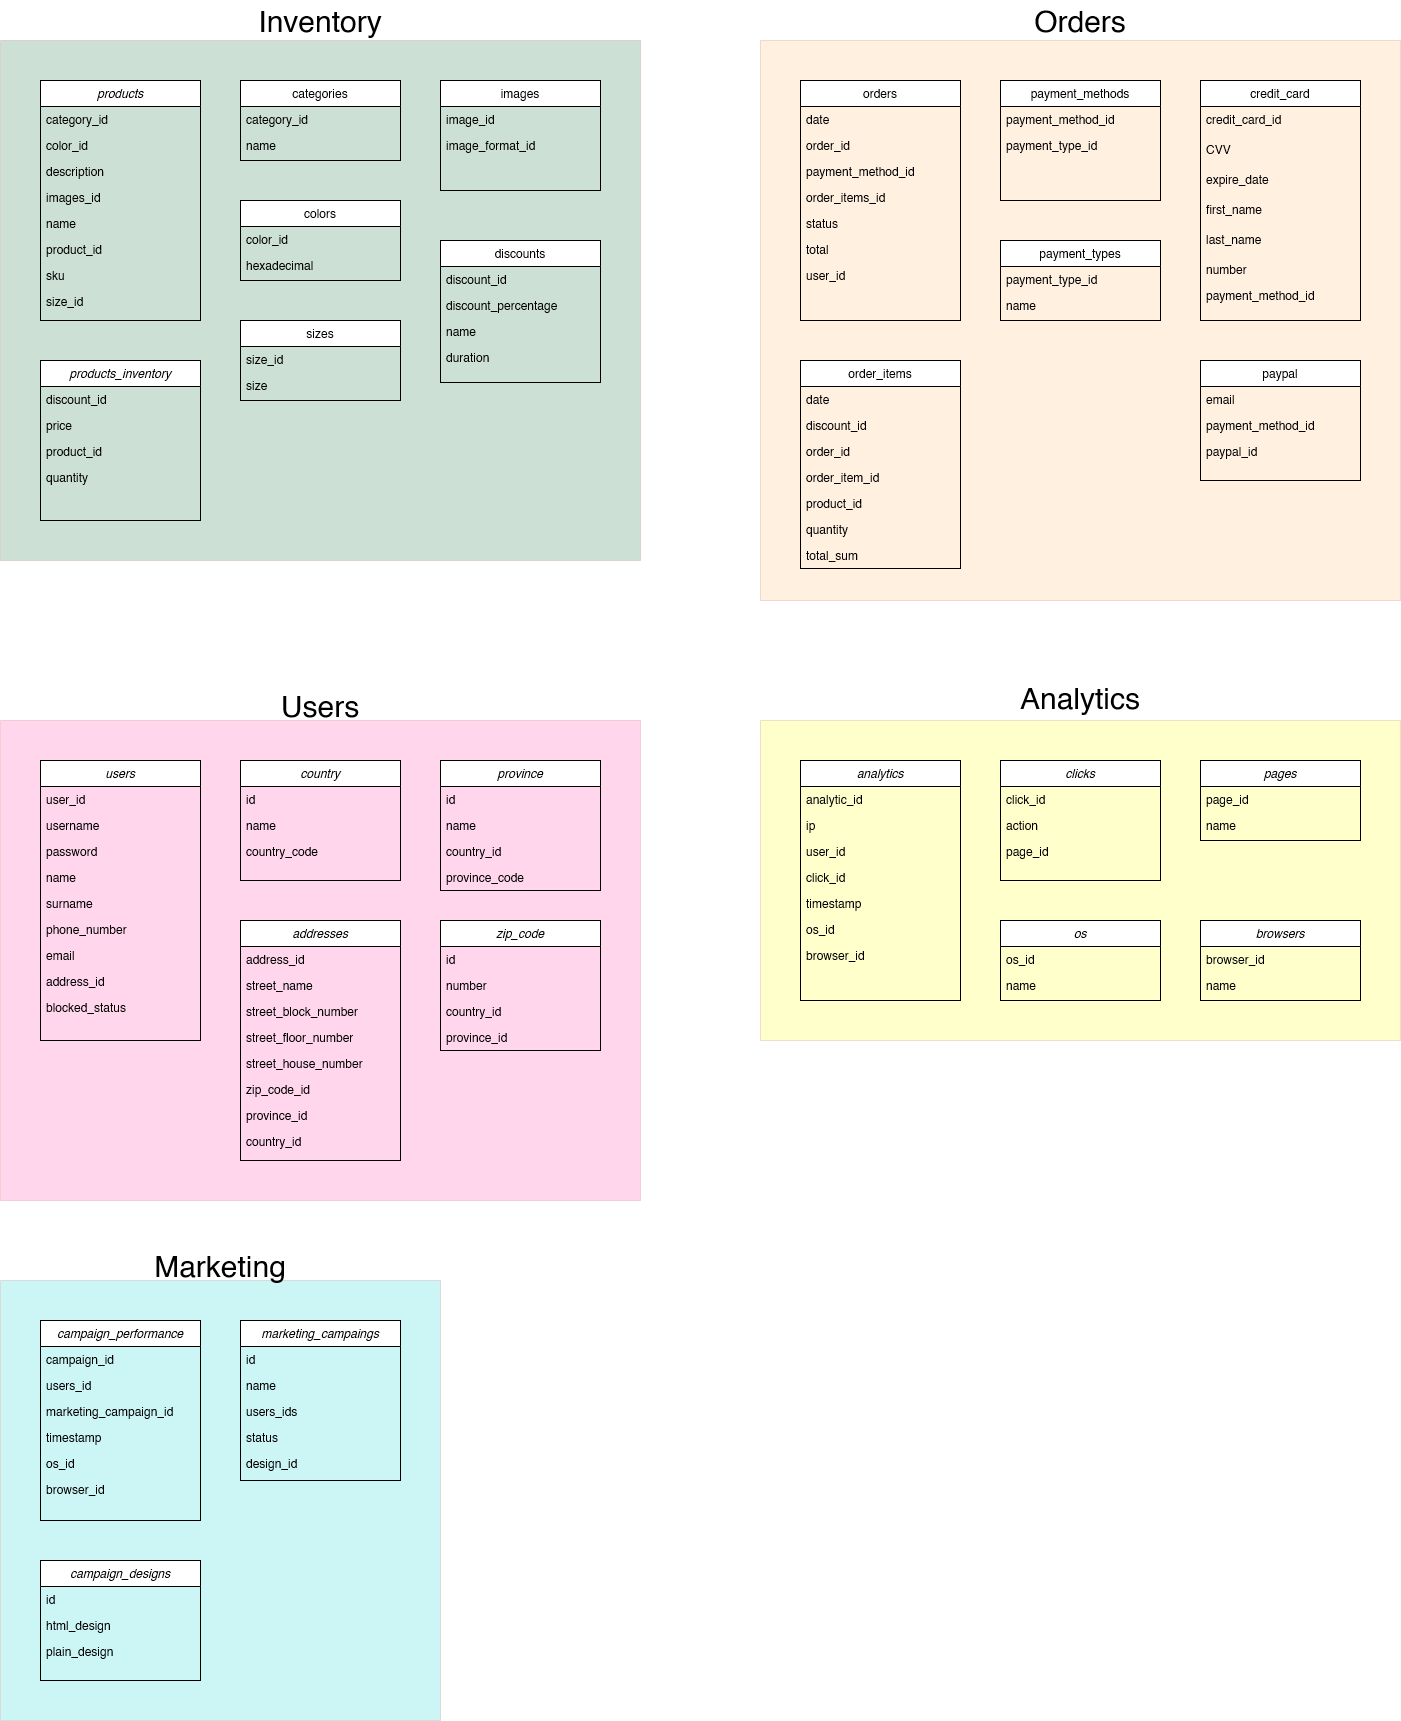 Inventory
products
category_id
color_id
description
images_id
name
product_id
sku
size_id
categories
category_id
name
images
image_id
image_format_id
colors
color_id
hexadecimal
discounts
discount_id
discount_percentage
name
duration
sizes
size_id
size
products_inventory
discount_id
price
product_id
quantity
Orders
orders
date
order_id
payment_method_id
order_items_id
status
total
user_id
payment_methods
payment_method_id
payment_type_id
credit_card
credit_card_id
CVV
expire_date
first_name
last_name
number
payment_method_id
payment_types
payment_type_id
name
order_items
date
discount_id
order_id
order_item_id
product_id
quantity
total_sum
paypal
email
payment_method_id
paypal_id
Users
users
user_id
username
password
name
surname
phone_number
email
address_id
blocked_status
country
id
name
country_code
province
id
name
country_id
province_code
addresses
address_id
street_name
street_block_number
street_floor_number
street_house_number
zip_code_id
province_id
country_id
zip_code
id
number
country_id
province_id
Analytics
analytics
analytic_id
ip
user_id
click_id
timestamp
os_id
browser_id
clicks
click_id
action
page_id
pages
page_id
name
os
os_id
name
browsers
browser_id
name
Marketing
campaign_performance
campaign_id
users_id
marketing_campaign_id
timestamp
os_id
browser_id
marketing_campaings
id
name
users_ids
status
design_id
campaign_designs
id
html_design
plain_design